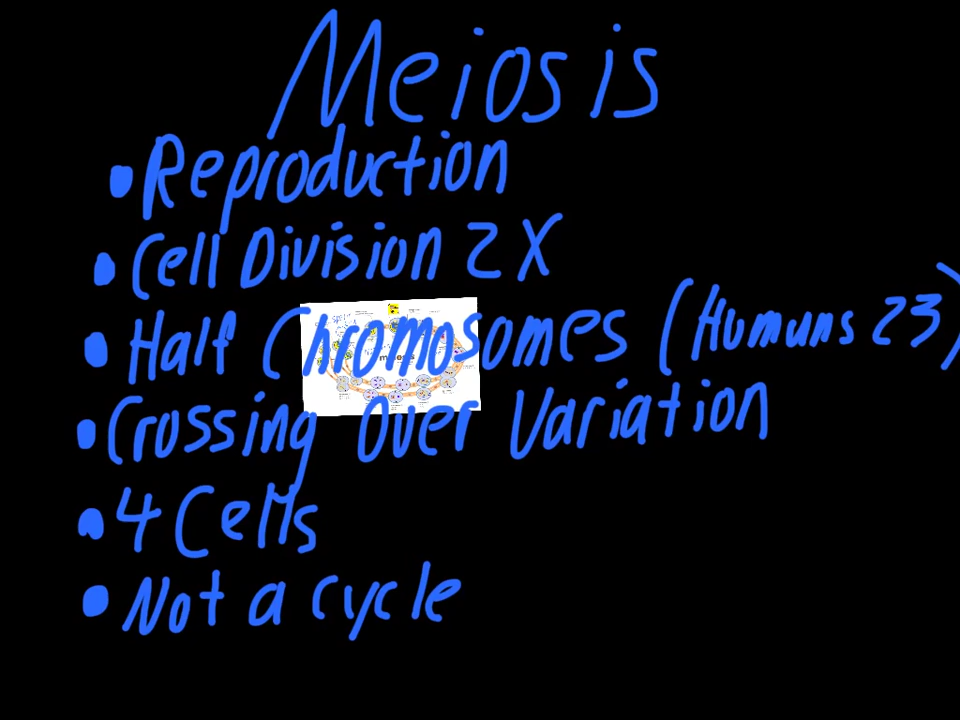 Meiosis
• Reproduction
• Cell Division 2X
• Half Chromosomes (Humans 23)
• Crossing Over Variation
• 4 Cells
• Not a cycle